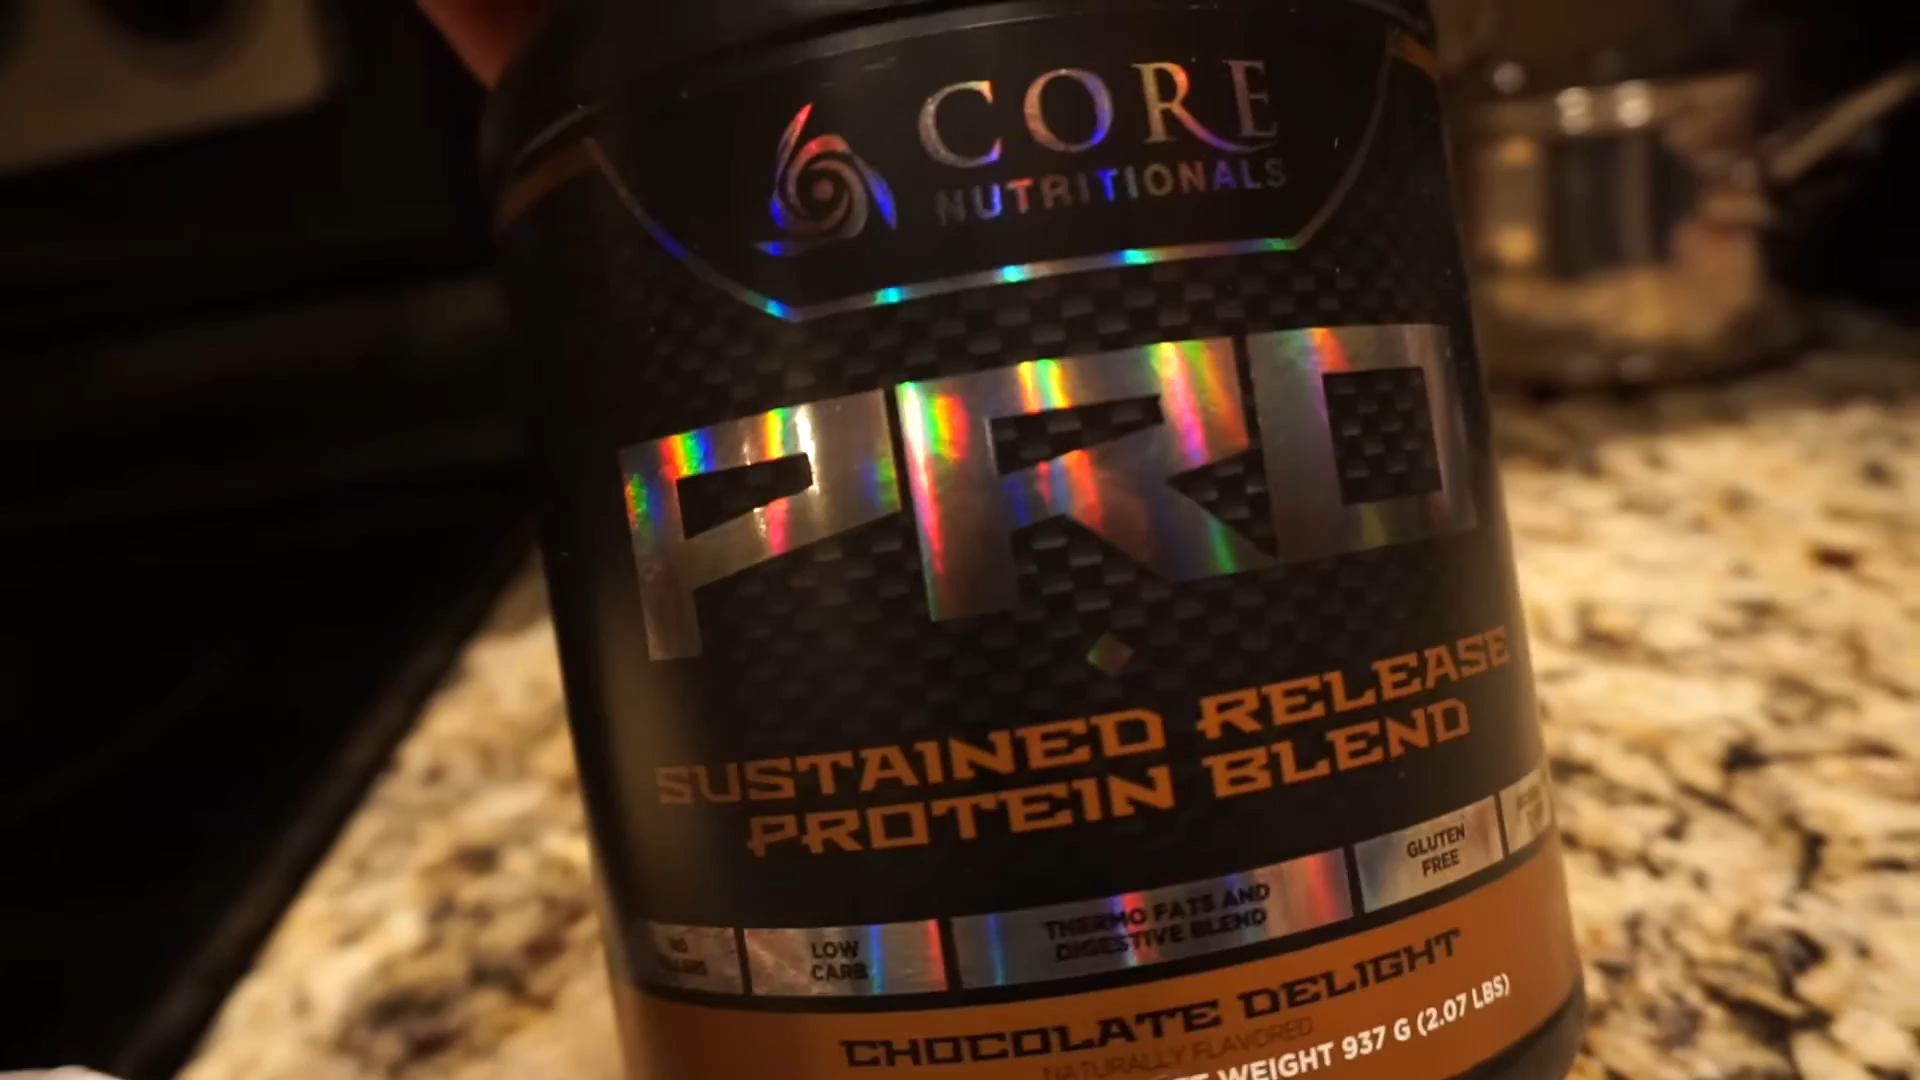 CORE
NUTRITIONALS
PRO
SUSTAINED RELEASE
PROTEIN BLEND
LOW
CARB
THERMO FATS AND
DIGESTIVE BLEND
GLUTEN
FREE
CHOCOLATE DELIGHT
NATURALLY FLAVORED
WEIGHT 937 G (2.07 LBS)